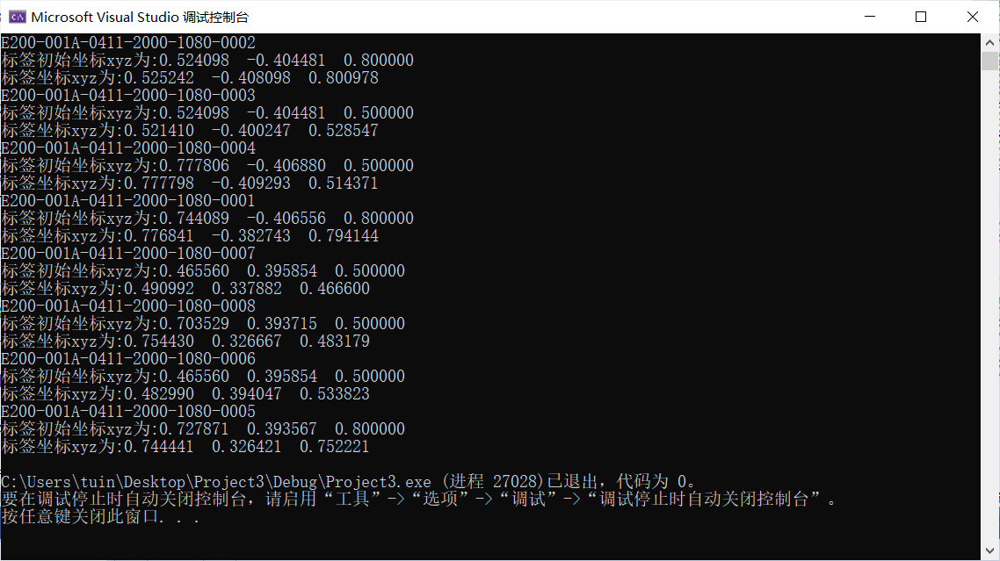 Microsoft Visual Studio 调试控制台
E200-001A-0411-2000-1080-0002
标签初始坐标xyz为:0.524098  -0.404481  0.800000
标签坐标xyz为:0.525242  -0.408098  0.800978
E200-001A-0411-2000-1080-0003
标签初始坐标xyz为:0.524098  -0.404481  0.500000
标签坐标xyz为:0.521410  -0.400247  0.528547
E200-001A-0411-2000-1080-0004
标签初始坐标xyz为:0.777806  -0.406880  0.500000
标签坐标xyz为:0.777798  -0.409293  0.514371
E200-001A-0411-2000-1080-0001
标签初始坐标xyz为:0.744089  -0.406556  0.800000
标签坐标xyz为:0.776841  -0.382743  0.794144
E200-001A-0411-2000-1080-0007
标签初始坐标xyz为:0.465560  0.395854  0.500000
标签坐标xyz为:0.490992  0.337882  0.466600
E200-001A-0411-2000-1080-0008
标签初始坐标xyz为:0.703529  0.393715  0.500000
标签坐标xyz为:0.754430  0.326667  0.483179
E200-001A-0411-2000-1080-0006
标签初始坐标xyz为:0.465560  0.395854  0.500000
标签坐标xyz为:0.482990  0.394047  0.533823
E200-001A-0411-2000-1080-0005
标签初始坐标xyz为:0.727871  0.393567  0.800000
标签坐标xyz为:0.744441  0.326421  0.752221
C:\Users\tuin\Desktop\Project3\Debug\Project3.exe (进程 27028)已退出，代码为 0。
要在调试停止时自动关闭控制台，请启用“工具”->“选项”->“调试”->“调试停止时自动关闭控制台”。
按任意键关闭此窗口. . .